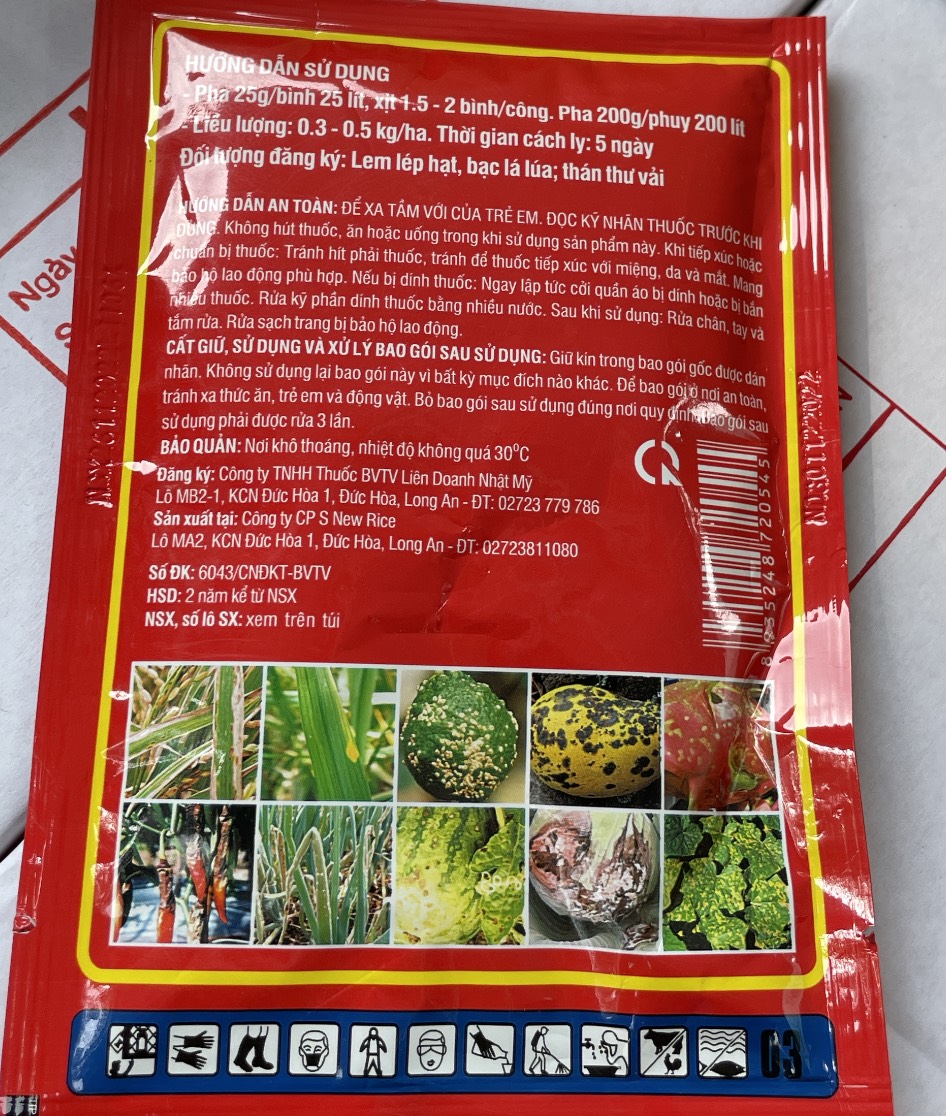 HƯỚNG DẪN SỬ DỤNG
- Pha 25g/bình 25 lít, xịt 1.5 - 2 bình/công. Pha 200g/phuy 200 lít
- Liều lượng: 0.3 - 0.5 kg/ha. Thời gian cách ly: 5 ngày
Đối tượng đăng ký: Lem lép hạt, bạc lá lúa; thán thư vải
HƯỚNG DẪN AN TOÀN: ĐỂ XA TẦM VỚI CỦA TRẺ EM. ĐỌC KỸ NHÃN THUỐC TRƯỚC KHI
DÙNG. Không hút thuốc, ăn hoặc uống trong khi sử dụng sản phẩm này. Khi tiếp xúc hoặc
chuẩn bị thuốc: Tránh hít phải thuốc, tránh để thuốc tiếp xúc với miệng, da và mắt. Mang
bảo hộ lao động phù hợp. Nếu bị dính thuốc: Ngay lập tức cởi quần áo bị dính hoặc bị bắn
nhiều thuốc. Rửa kỹ phần dính thuốc bằng nhiều nước. Sau khi sử dụng: Rửa chân, tay và
tắm rửa. Rửa sạch trang bị bảo hộ lao động.
CẤT GIỮ, SỬ DỤNG VÀ XỬ LÝ BAO GÓI SAU SỬ DỤNG: Giữ kín trong bao gói gốc được dán
nhãn. Không sử dụng lại bao gói này vì bất kỳ mục đích nào khác. Để bao gói ở nơi an toàn,
tránh xa thức ăn, trẻ em và động vật. Bỏ bao gói sau sử dụng đúng nơi quy định, bao gói sau
sử dụng phải được rửa 3 lần.
BẢO QUẢN: Nơi khô thoáng, nhiệt độ không quá 30°C
Đăng ký: Công ty TNHH Thuốc BVTV Liên Doanh Nhật Mỹ
Lô MB2-1, KCN Đức Hòa 1, Đức Hòa, Long An - ĐT: 02723 779 786
Sản xuất tại: Công ty CP S New Rice
Lô MA2, KCN Đức Hòa 1, Đức Hòa, Long An - ĐT: 02723811080
Số ĐK: 6043/CNĐKT-BVTV
HSD: 2 năm kể từ NSX
NSX, số lô SX: xem trên túi
03
Ngày